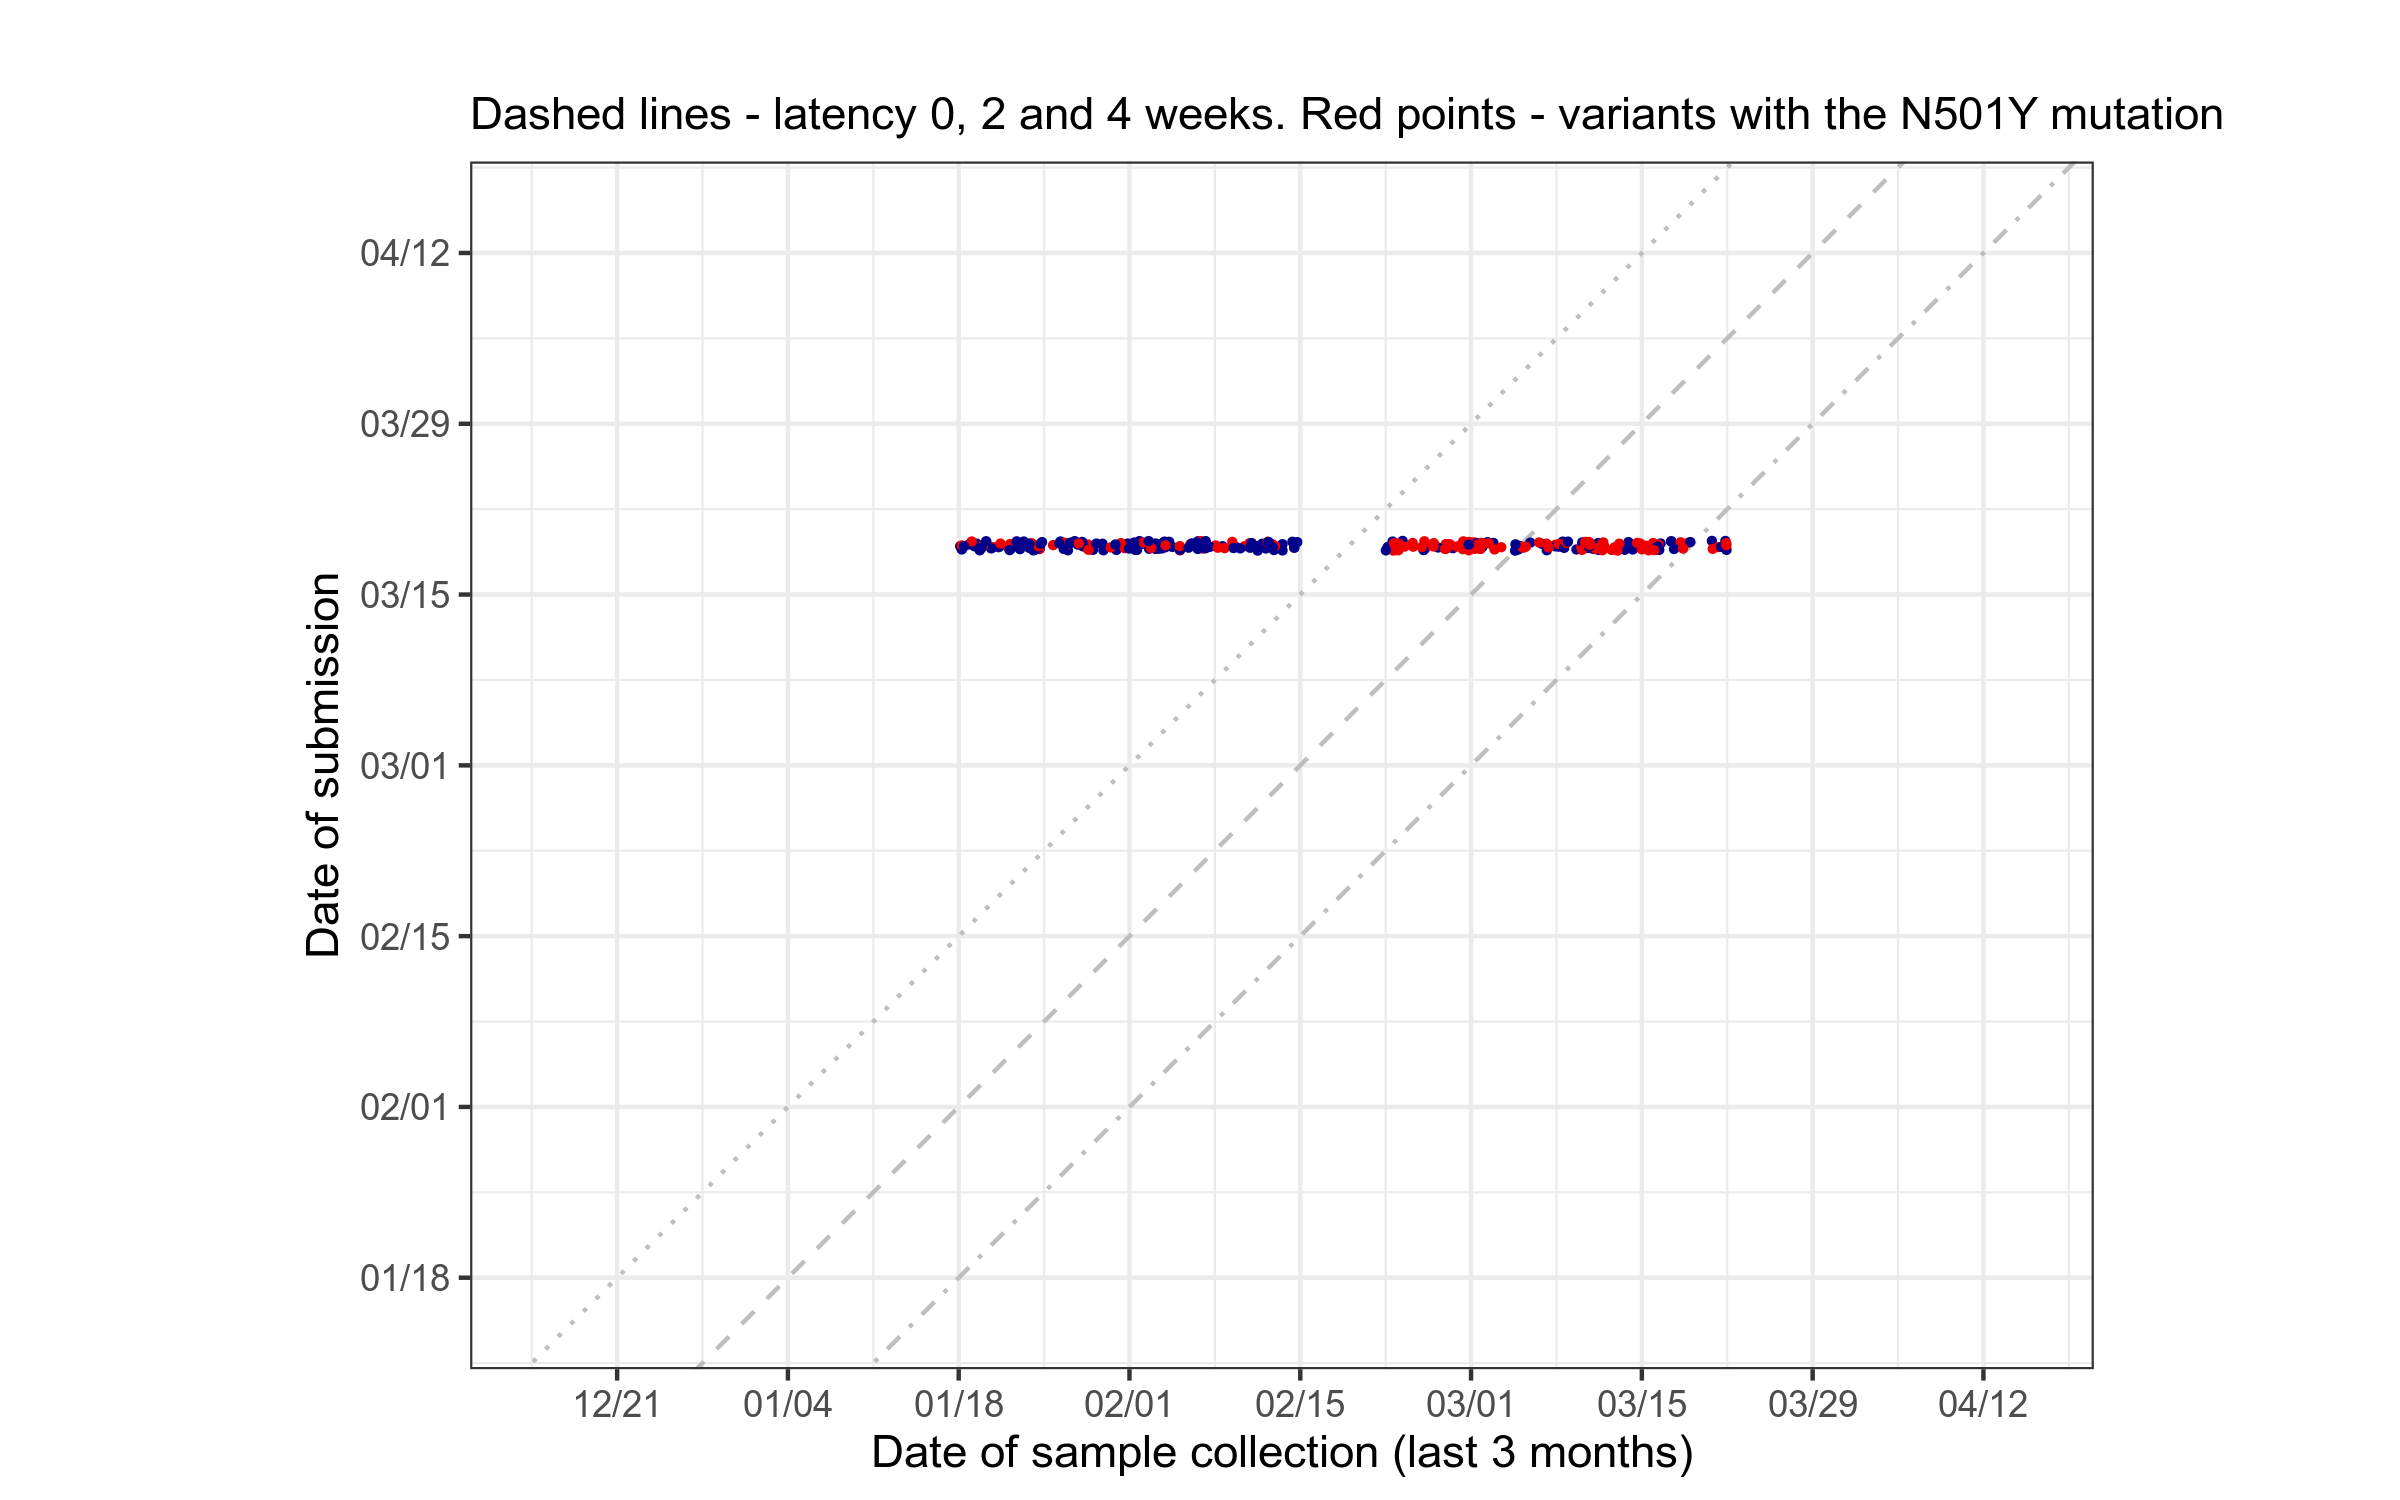 Dashed lines - latency 0, 2 and 4 weeks. Red points - variants with the N501Y mutation
Date of submission
04/12
03/29
03/15
03/01
02/15
02/01
01/18
12/21 01/04 01/18 02/01 02/15 03/01 03/15 03/29 04/12
Date of sample collection (last 3 months)